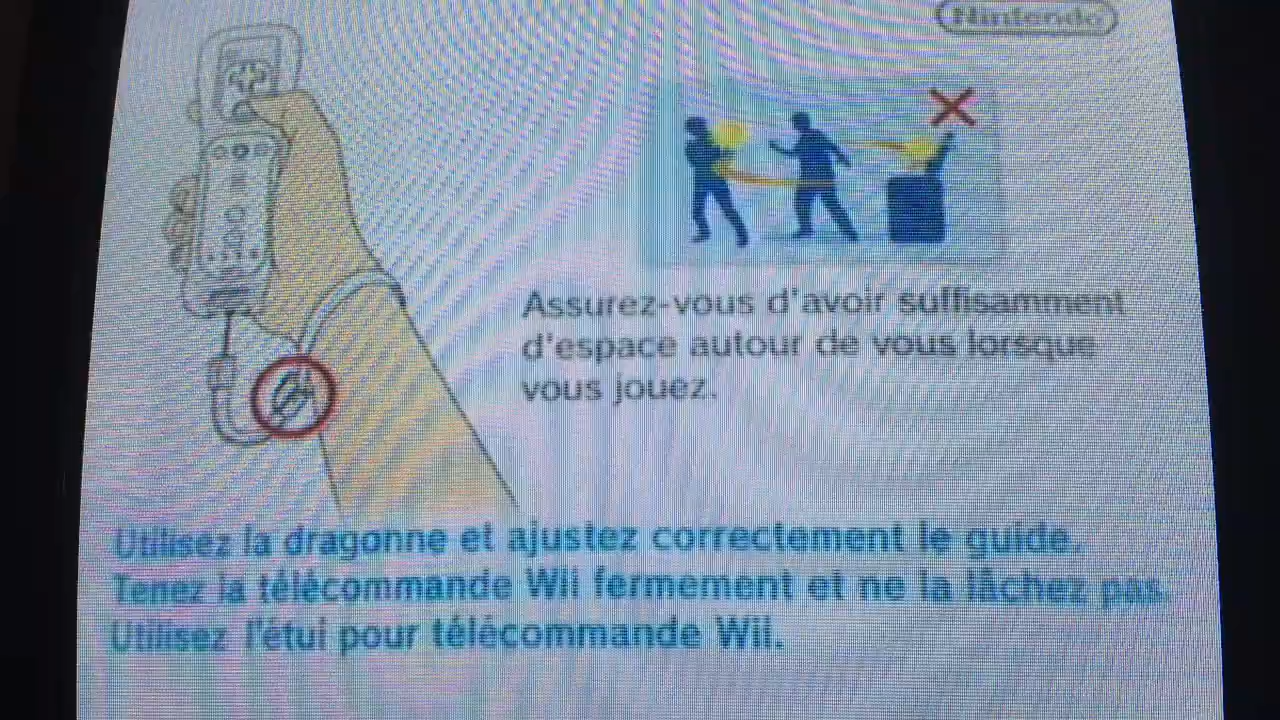 Nintendo
Assurez-vous d'avoir suffisamment
d'espace autour de vous lorsque
vous jouez.
Utilisez la dragonne et ajustez correctement le guide.
Tenez la télécommande Wii fermement et ne la lâchez pas.
Utilisez l'étui pour télécommande Wii.